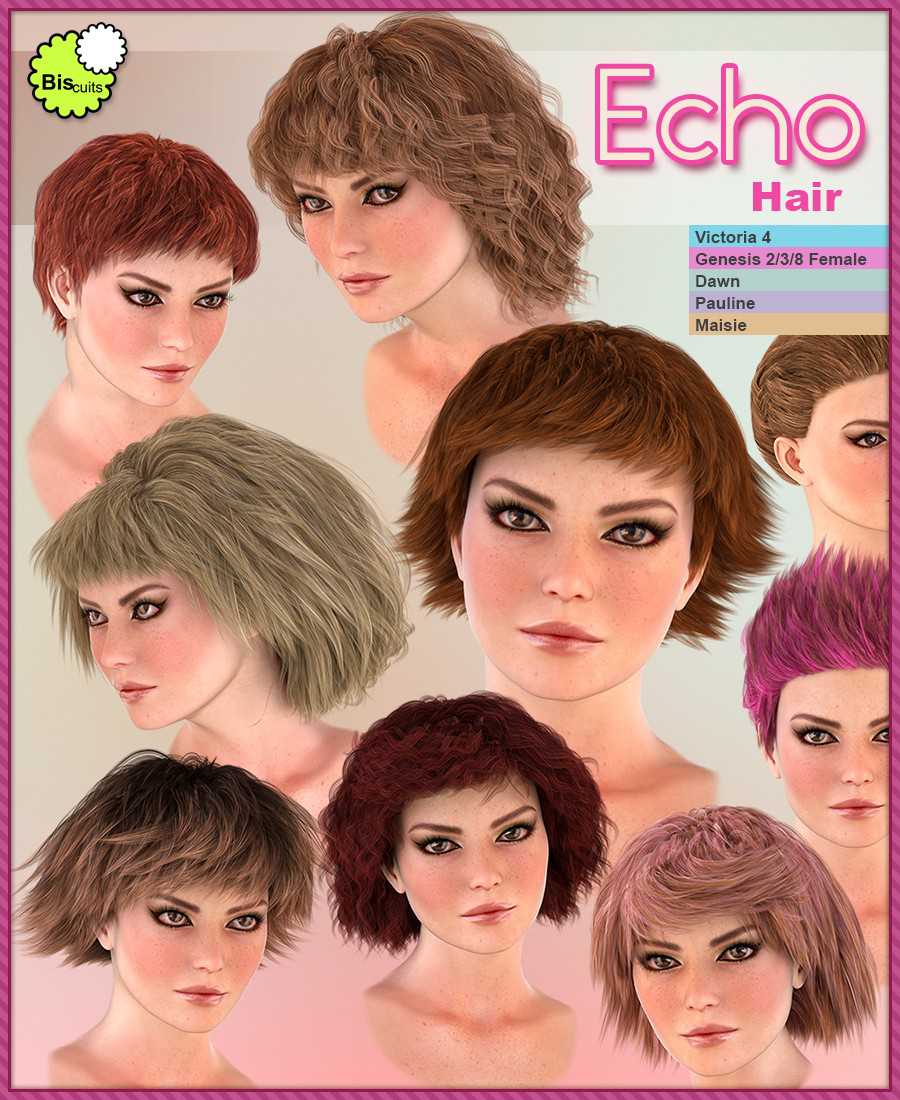 Biscuits
Echo
Hair
Victoria 4
Genesis 2/3/8 Female
Dawn
Pauline
Maisie